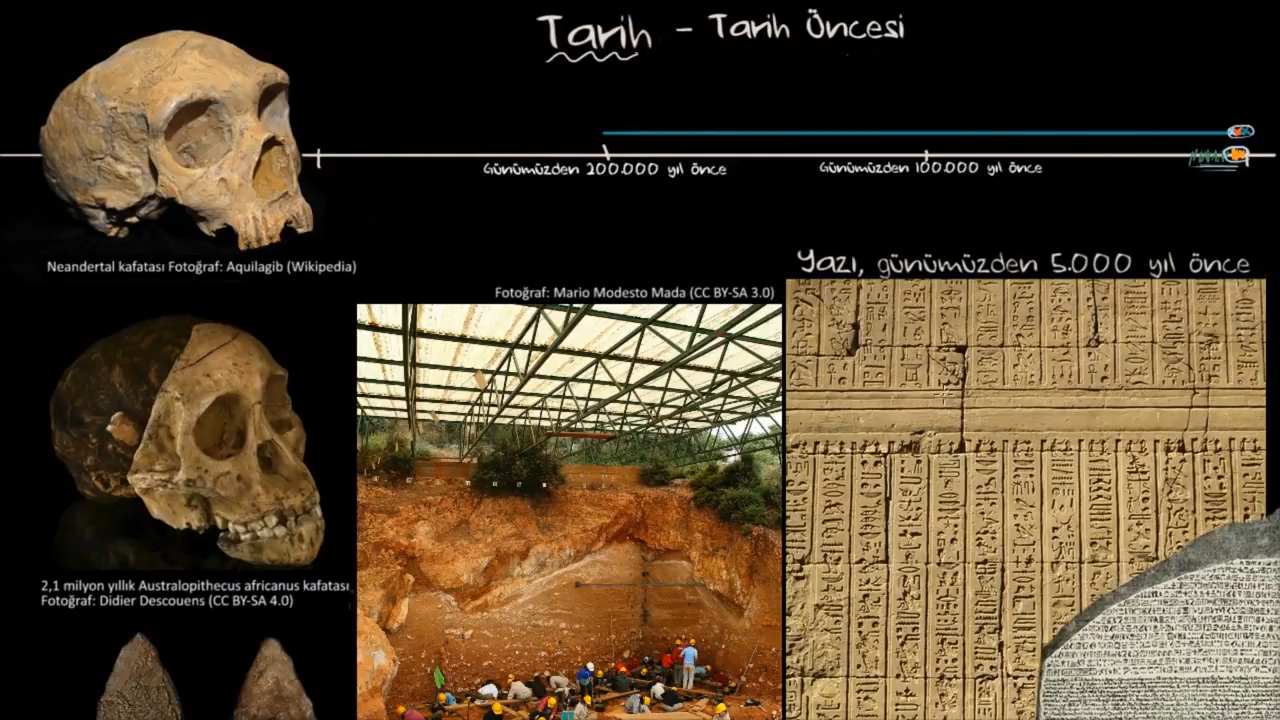 Tarih - Tarih Öncesi
Günümüzden 200.000 yıl önce
Günümüzden 100.000 yıl önce
Neandertal kafatası Fotoğraf: Aquilagib (Wikipedia)
Yazı, günümüzden 5.000 yıl önce
Fotoğraf: Mario Modesto Mada (CC BY-SA 3.0)
2,1 milyon yıllık Australopithecus africanus kafatası,
Fotoğraf: Didier Descouens (CC BY-SA 4.0)